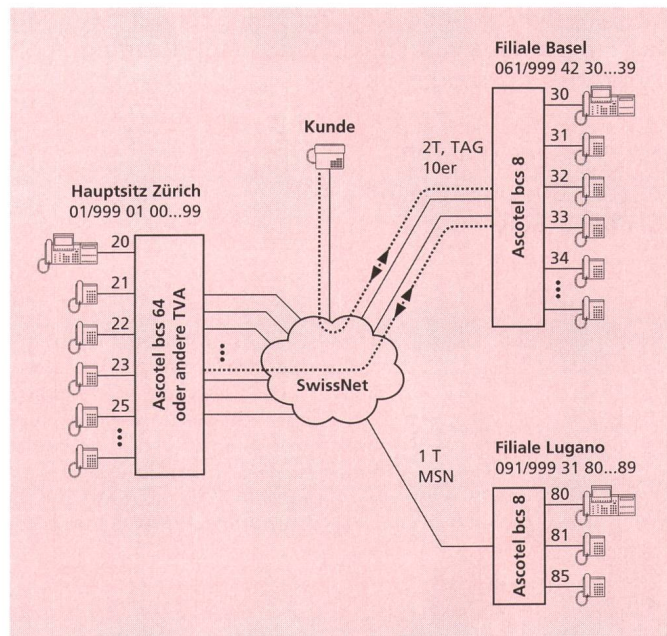 Hauptsitz Zürich
01/999 01 00...99
20
21
22
23
25
Ascotel bcs 64
oder andere TVA
Kunde
SwissNet
2T, TAG
10er
Filiale Basel
061/999 42 30...39
30
31
32
33
34
Ascotel bcs 8
1 T
MSN
Filiale Lugano
091/999 31 80...89
80
81
85
Ascotel bcs 8